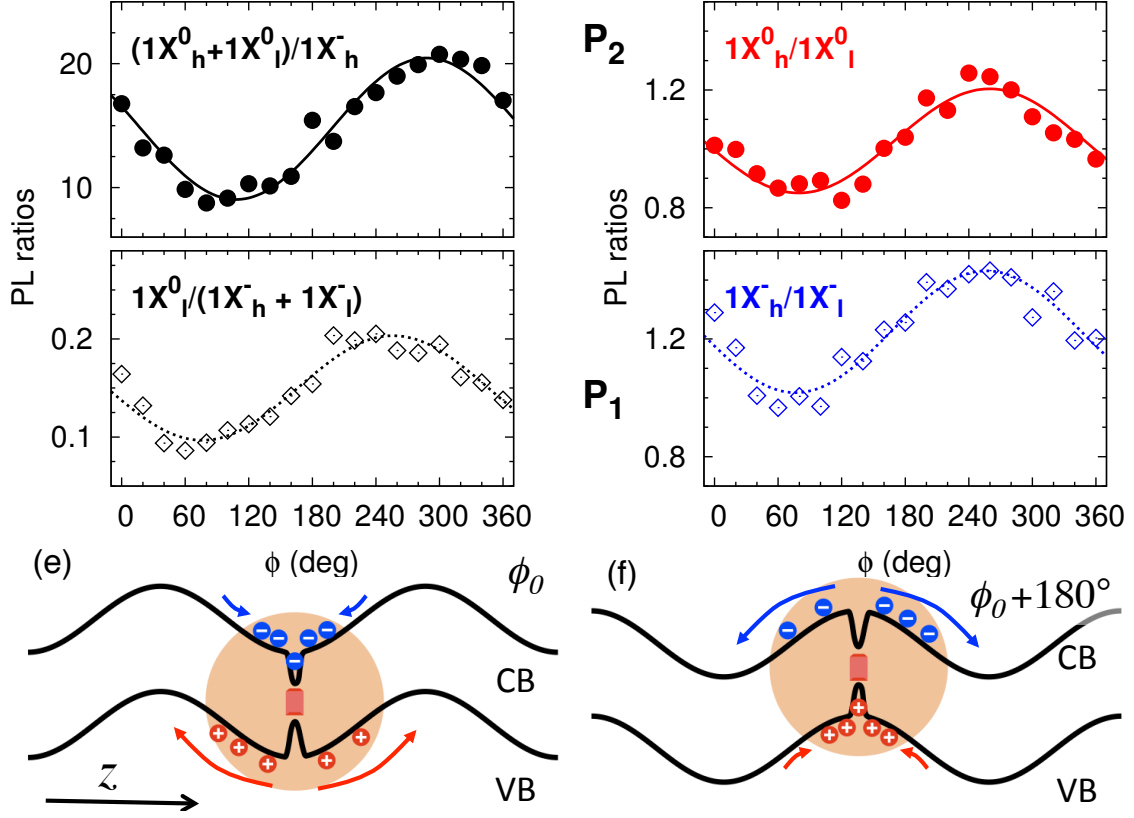 (1X⁰ₕ+1X⁰ₗ)/1X⁻ₕ
20
10
PL ratios
1X⁰ₗ/(1X⁻ₕ + 1X⁻ₗ)
0.2
0.1
0 60 120 180 240 300 360
ϕ (deg)
P₂
1X⁰ₕ/1X⁰ₗ
1.2
0.8
PL ratios
P₁
1X⁻ₕ/1X⁻ₗ
1.2
0.8
0 60 120 180 240 300 360
ϕ (deg)
(e)
ϕ₀
CB
VB
z
(f)
ϕ₀+180°
CB
VB